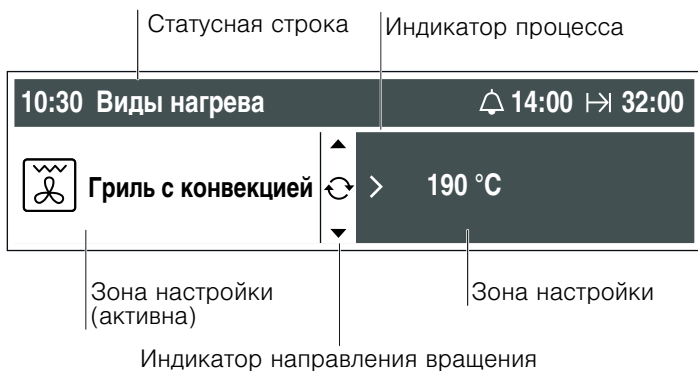 Статусная строка
Индикатор процесса
10:30 Виды нагрева 14:00 32:00
Гриль с конвекцией 190 °C
Зона настройки
(активна)
Зона настройки
Индикатор направления вращения